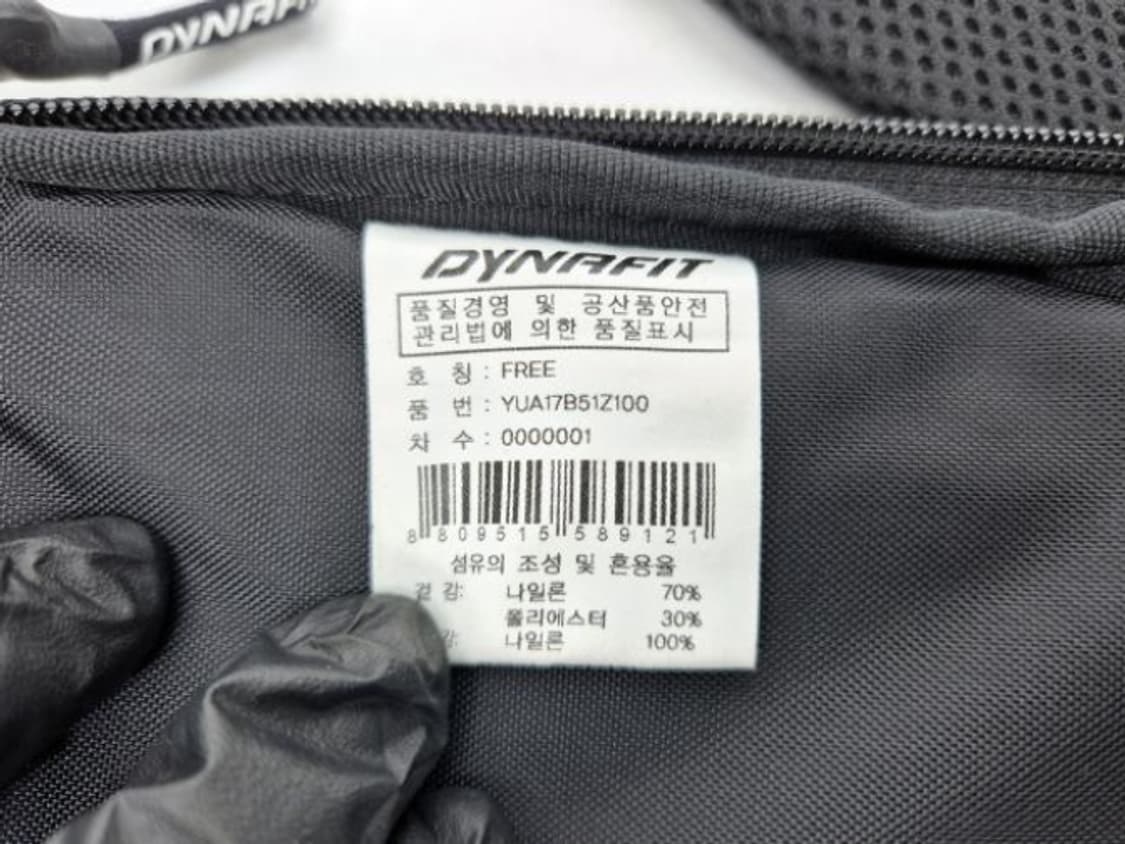 DYNAFIT
DYNAFIT
품질경영 및 공산품안전
관리법에 의한 품질표시
호 칭 : FREE
품 번 : YUA17B51Z100
차 수 : 0000001
8 809515 589121
섬유의 조성 및 혼용율
겉 감: 나일론 70%
폴리에스터 30%
감: 나일론 100%